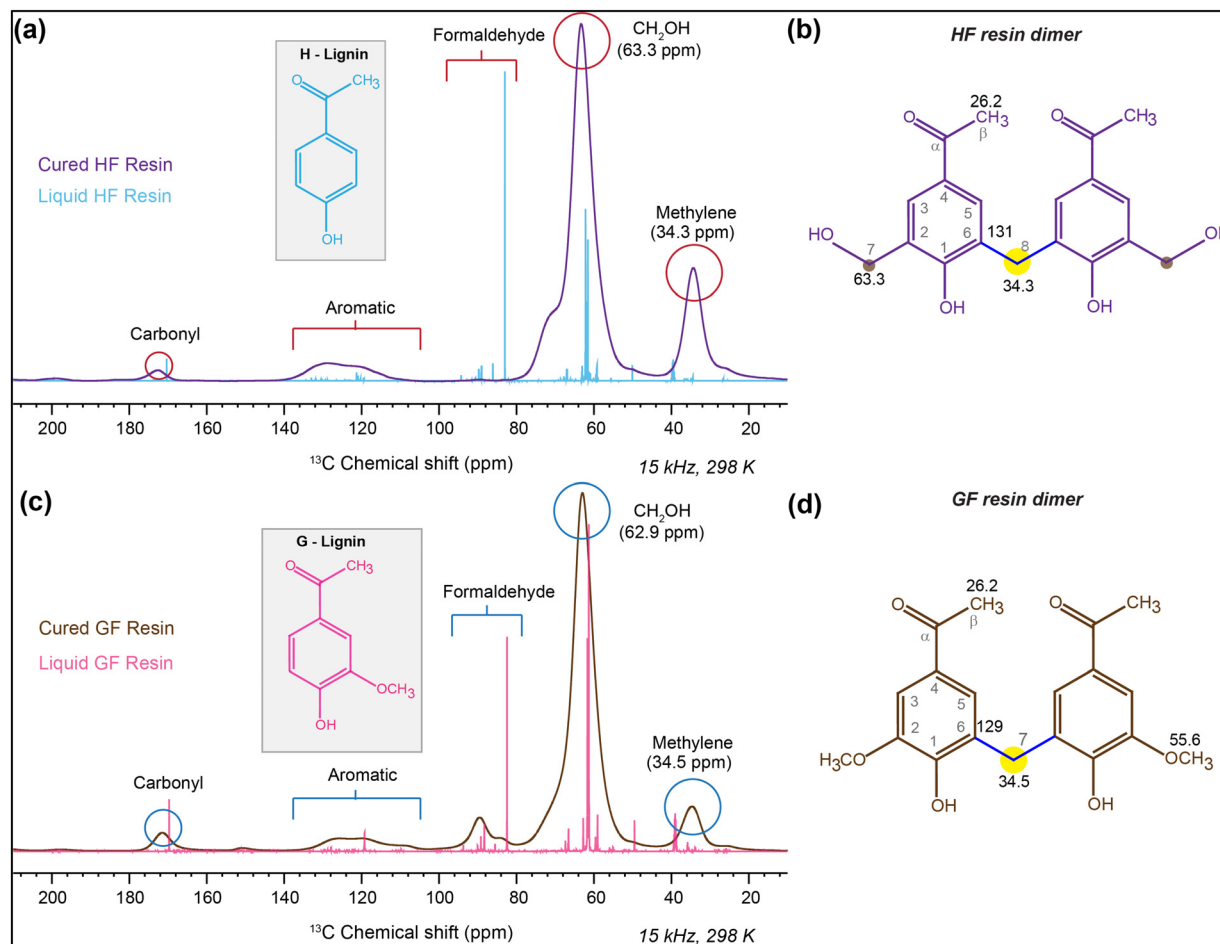 (a)
H - Lignin
O
CH₃
OH
Cured HF Resin
Liquid HF Resin
Formaldehyde
CH₂OH
(63.3 ppm)
Methylene
(34.3 ppm)
Aromatic
Carbonyl
200 180 160 140 120 100 80 60 40 20
¹³C Chemical shift (ppm)
15 kHz, 298 K
(b)
HF resin dimer
26.2
O CH₃ O CH₃
β
α
4
3 5
2 6 131 8
1
HO 7 OH
63.3 34.3
OH OH
(c)
G - Lignin
O
CH₃
OCH₃
OH
Cured GF Resin
Liquid GF Resin
Formaldehyde
CH₂OH
(62.9 ppm)
Methylene
(34.5 ppm)
Aromatic
Carbonyl
200 180 160 140 120 100 80 60 40 20
¹³C Chemical shift (ppm)
15 kHz, 298 K
(d)
GF resin dimer
26.2
O CH₃ O CH₃
β
α
4
3 5
2 6 129 7 55.6
1
H₃CO OCH₃
34.5
OH OH